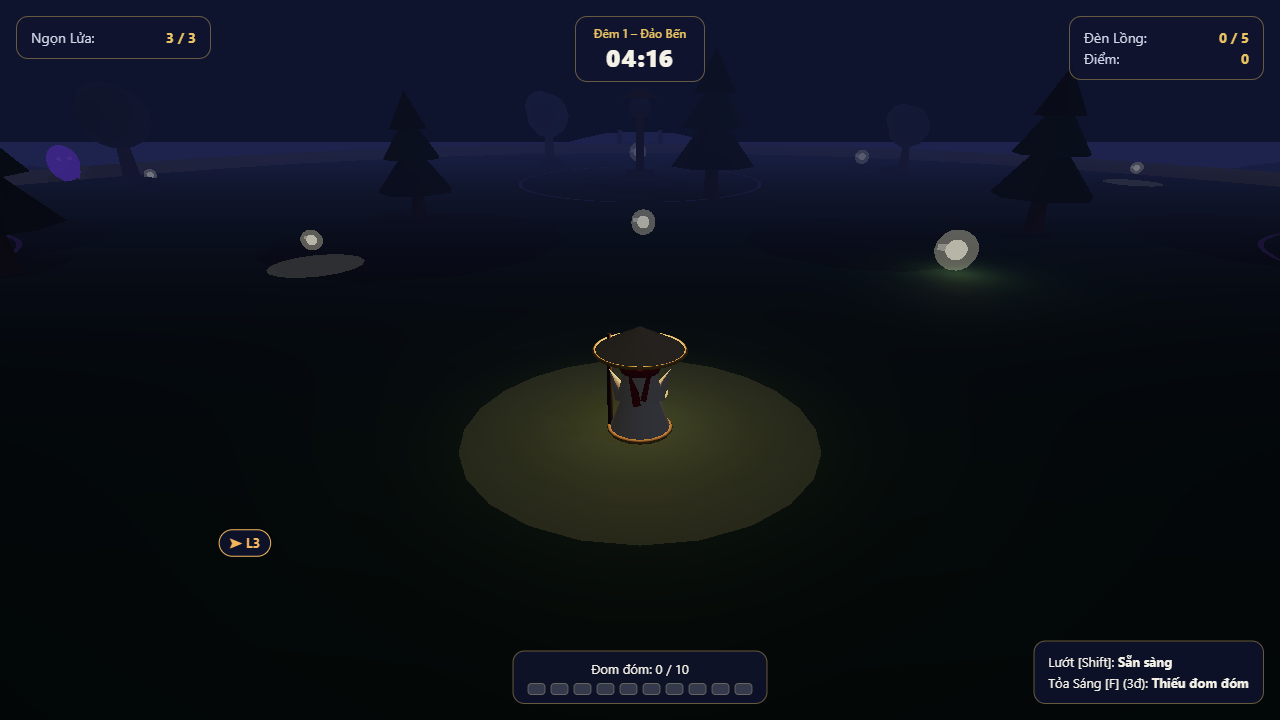 Ngọn Lửa: 3 / 3
Đêm 1 – Đảo Bến
04:16
Đèn Lồng: 0 / 5
Điểm: 0
➤ L3
Đom đóm: 0 / 10
Lướt [Shift]: Sẵn sàng
Tỏa Sáng [F] (3đ): Thiếu đom đóm